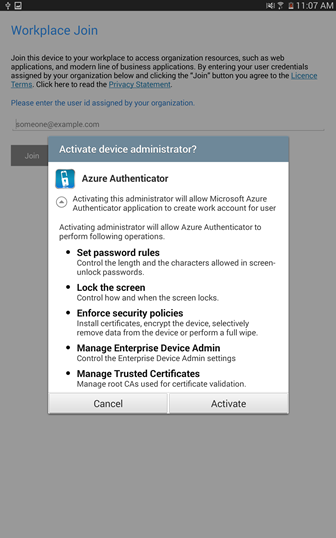 11:07 AM
Workplace Join
Join this device to your workplace to access organization resources, such as web
applications, and modern line of business applications. By entering your user credentials
assigned by your organization below and clicking the "Join" button you agree to the Licence
Terms. Click here to read the Privacy Statement.
Please enter the user id assigned by your organization.
someone@example.com
Join
Activate device administrator?
Azure Authenticator
Activating this administrator will allow Microsoft Azure
Authenticator application to create work account for user
Activating administrator will allow Azure Authenticator to
perform following operations.
• Set password rules
Control the length and the characters allowed in screen-
unlock passwords.
• Lock the screen
Control how and when the screen locks.
• Enforce security policies
Install certificates, encrypt the device, selectively
remove data from the device or perform a full wipe.
• Manage Enterprise Device Admin
Control the Enterprise Device Admin settings
• Manage Trusted Certificates
Manage root CAs used for certificate validation.
Cancel
Activate